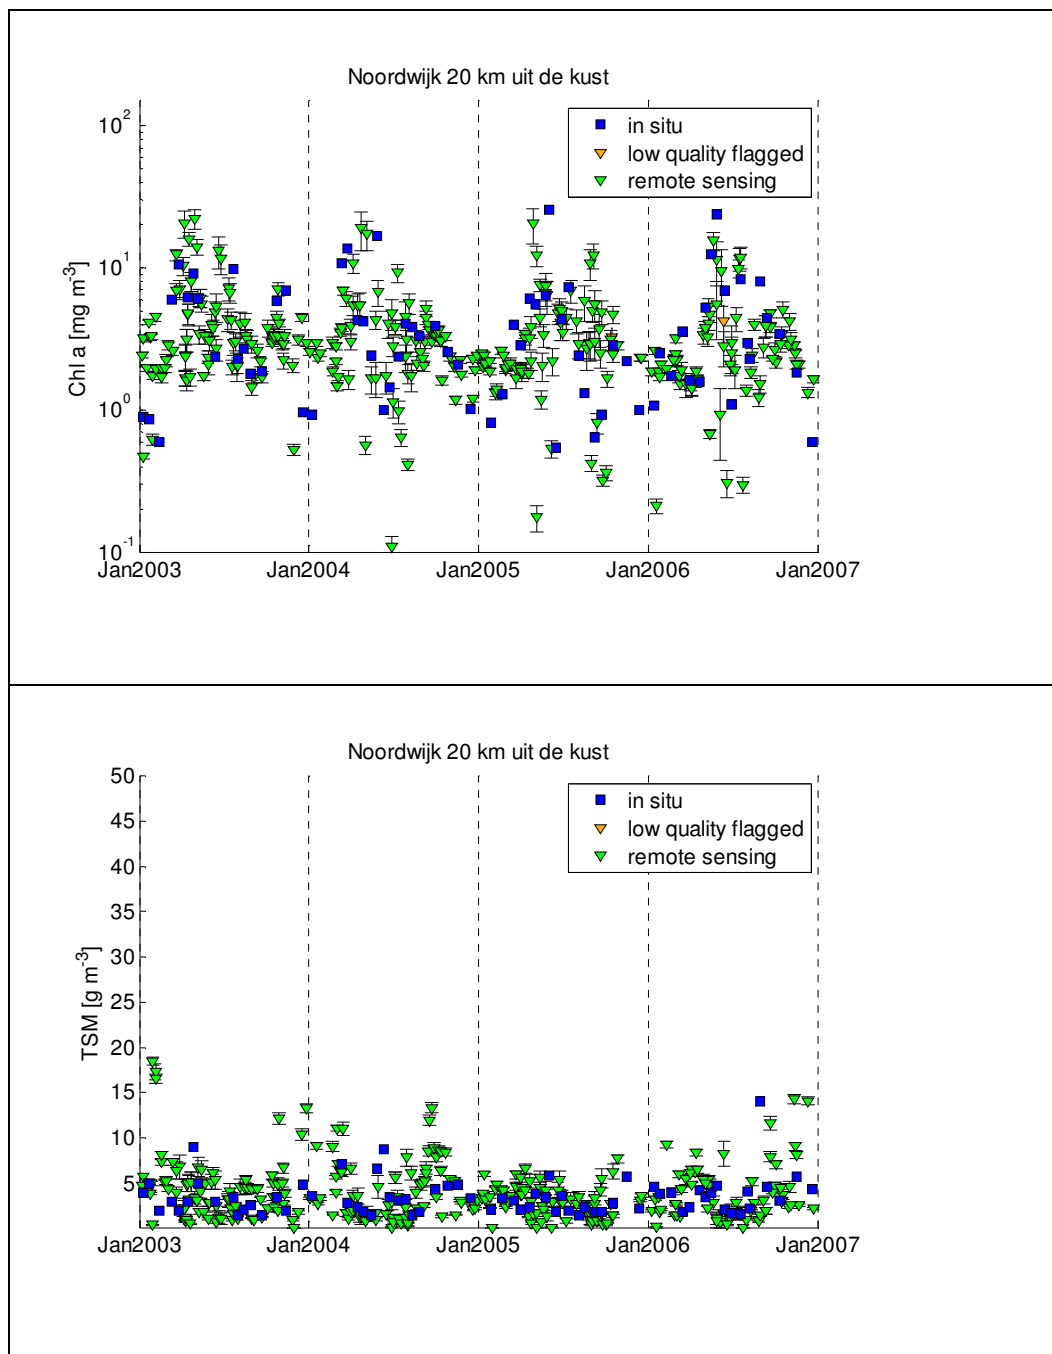 Noordwijk 20 km uit de kust
in situ
low quality flagged
remote sensing
Chl a [mg m-3]
10^2
10^1
10^0
10^-1
Jan2003 Jan2004 Jan2005 Jan2006 Jan2007
Noordwijk 20 km uit de kust
in situ
low quality flagged
remote sensing
TSM [g m-3]
50
45
40
35
30
25
20
15
10
5
Jan2003 Jan2004 Jan2005 Jan2006 Jan2007